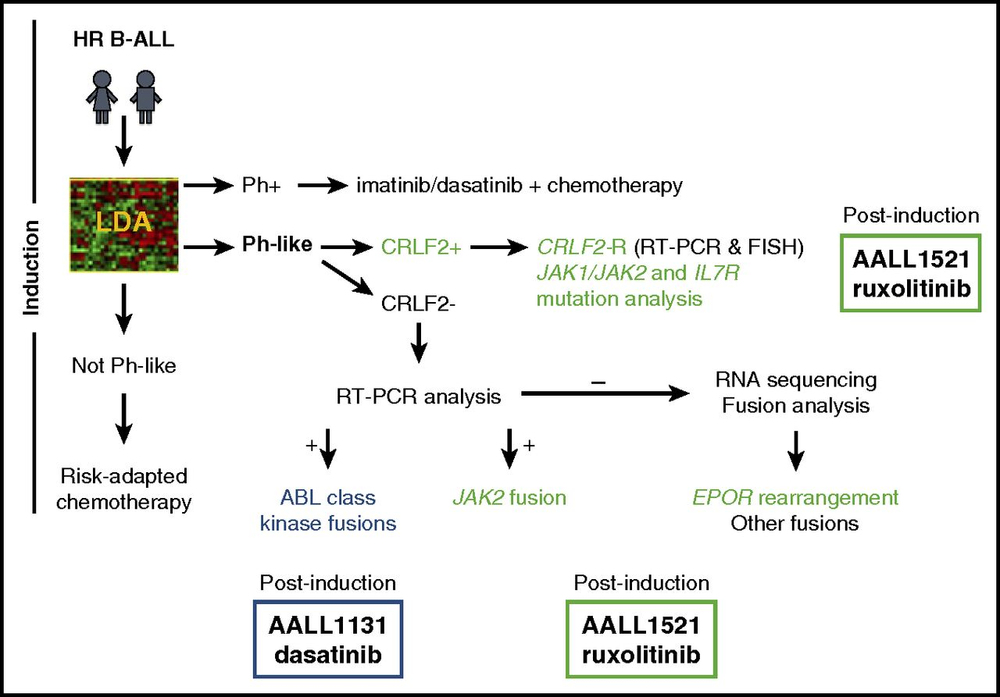 HR B-ALL
Induction
LDA
Ph+
imatinib/dasatinib + chemotherapy
Ph-like
CRLF2+
CRLF2-R (RT-PCR & FISH)
JAK1/JAK2 and IL7R
mutation analysis
Post-induction
AALL1521
ruxolitinib
CRLF2-
Not Ph-like
RT-PCR analysis
–
RNA sequencing
Fusion analysis
+
+
Risk-adapted
chemotherapy
ABL class
kinase fusions
JAK2 fusion
EPOR rearrangement
Other fusions
Post-induction
AALL1131
dasatinib
Post-induction
AALL1521
ruxolitinib